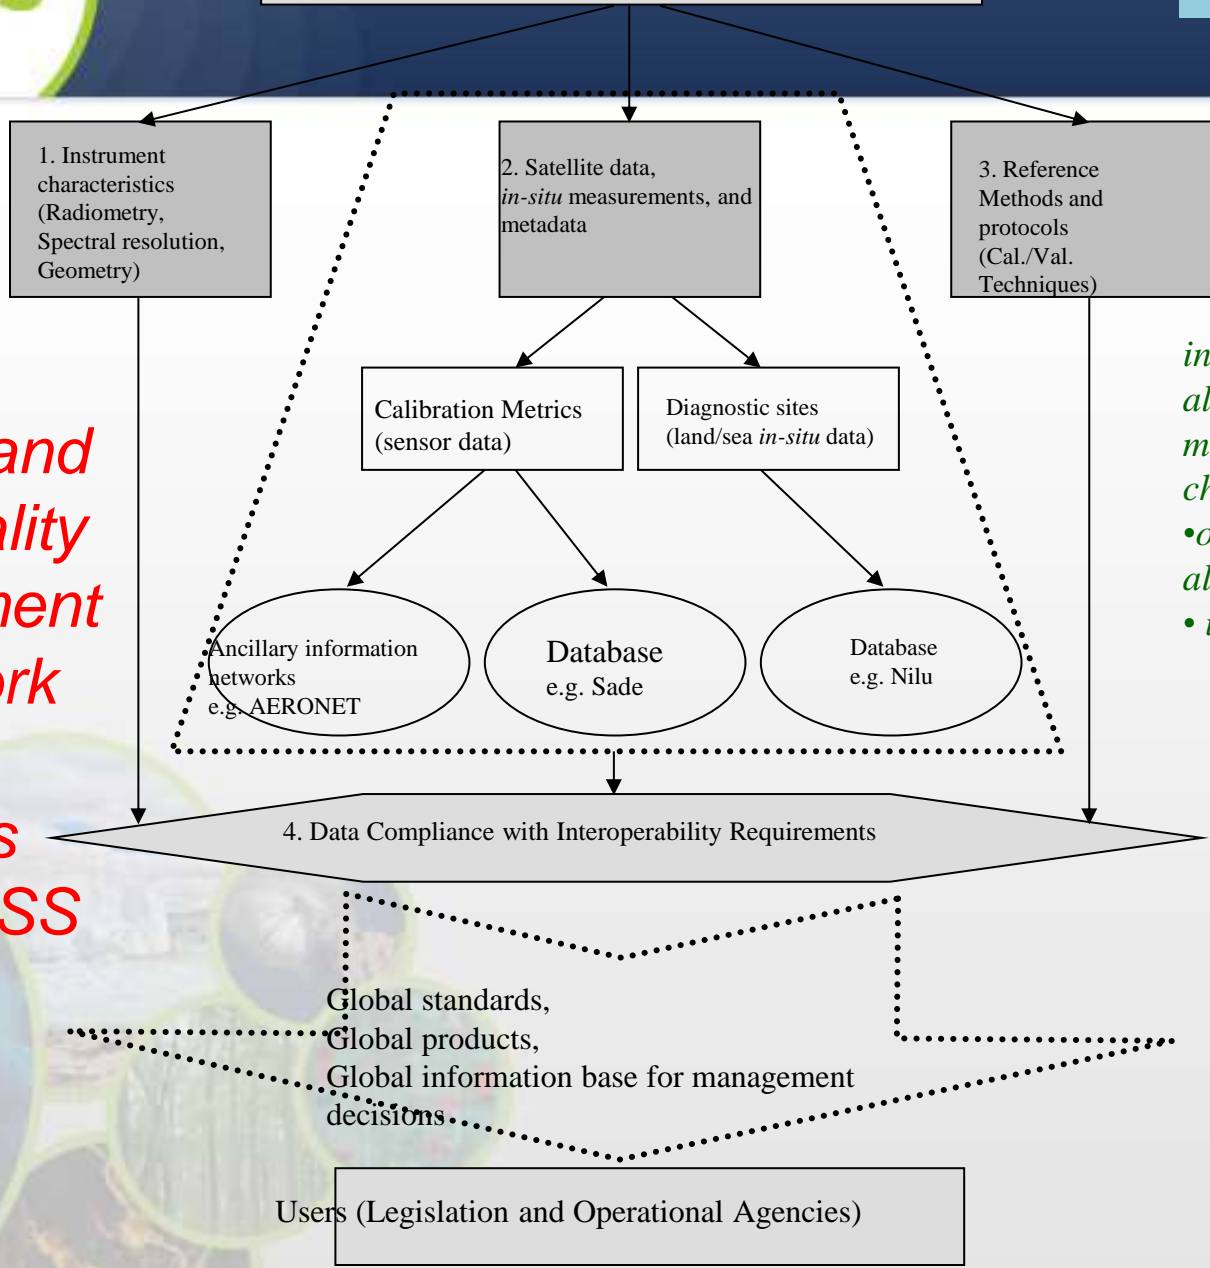 1. Instrument
characteristics
(Radiometry,
Spectral resolution,
Geometry)
2. Satellite data,
in-situ measurements, and
metadata
3. Reference
Methods and
protocols
(Cal./Val.
Techniques)
Calibration Metrics
(sensor data)
Diagnostic sites
(land/sea in-situ data)
and
Ancillary information
networks
e.g. AERONET
Database
e.g. Sade
Database
e.g. Nilu
4. Data Compliance with Interoperability Requirements
Global standards,
Global products,
Global information base for management
decisions
Users (Legislation and Operational Agencies)